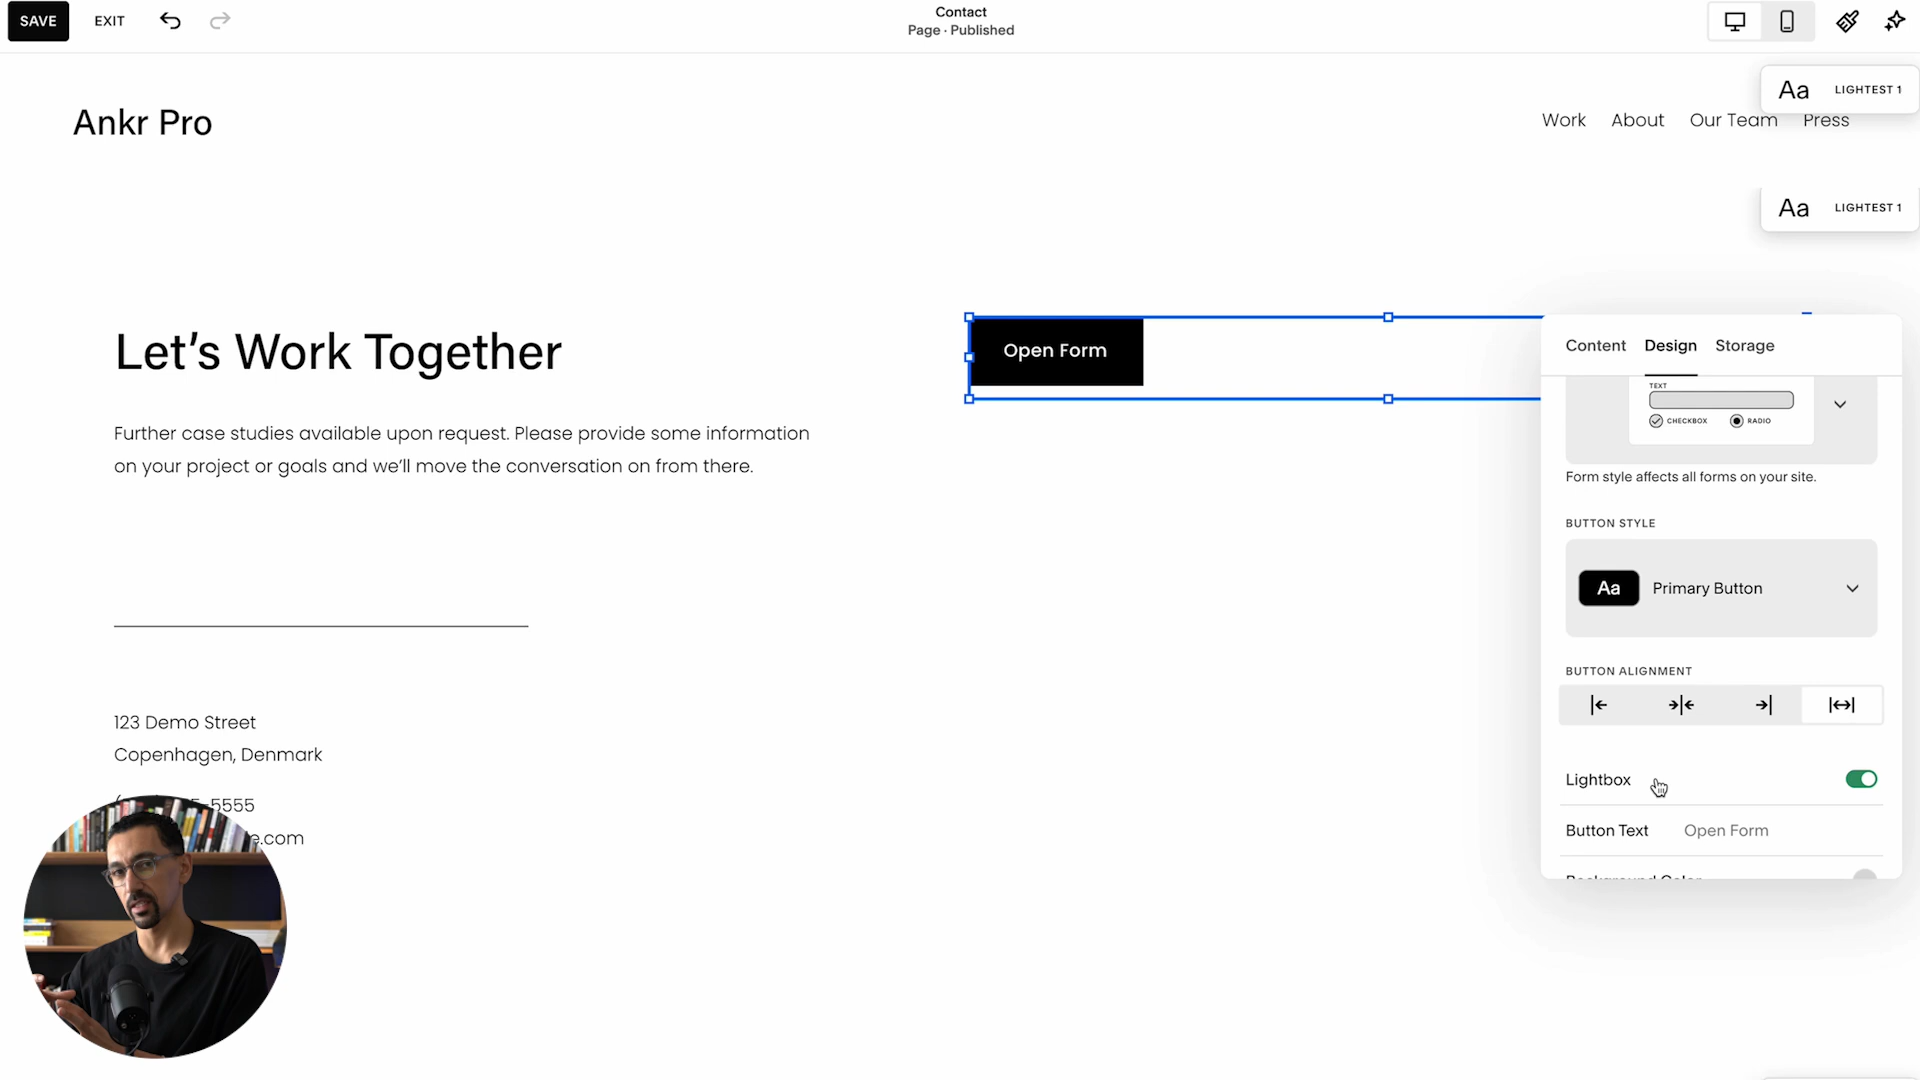 SAVE
EXIT
Contact
Page · Published
Aa LIGHTEST 1
Ankr Pro
Work
About
Our Team
Press
Aa LIGHTEST 1
Let’s Work Together
Open Form
Further case studies available upon request. Please provide some information
on your project or goals and we’ll move the conversation on from there.
123 Demo Street
Copenhagen, Denmark
-5555
e.com
Content
Design
Storage
TEXT
CHECKBOX
RADIO
Form style affects all forms on your site.
BUTTON STYLE
Aa Primary Button
BUTTON ALIGNMENT
Lightbox
Button Text
Open Form
Background Color